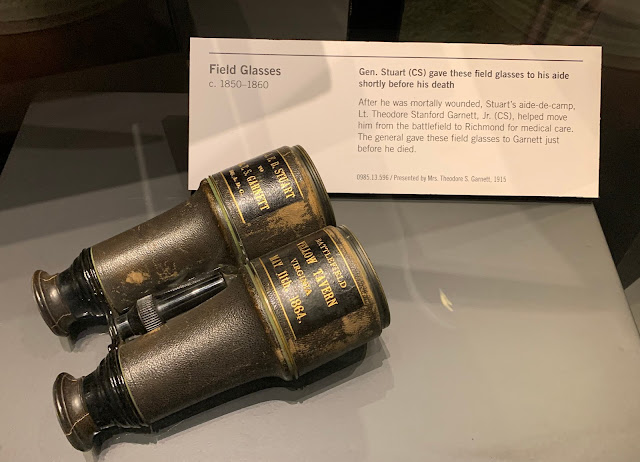 Field Glasses
c. 1850–1860
Gen. Stuart (CS) gave these field glasses to his aide
shortly before his death
After he was mortally wounded, Stuart's aide-de-camp,
Lt. Theodore Stanford Garnett, Jr. (CS), helped move
him from the battlefield to Richmond for medical care.
The general gave these field glasses to Garnett just
before he died.
0985.13.596 / Presented by Mrs. Theodore S. Garnett, 1915
E. B. STUART
TO
S. GARNETT
BATTLEFIELD
YELLOW TAVERN
VIRGINIA
MAY 11th 1864.